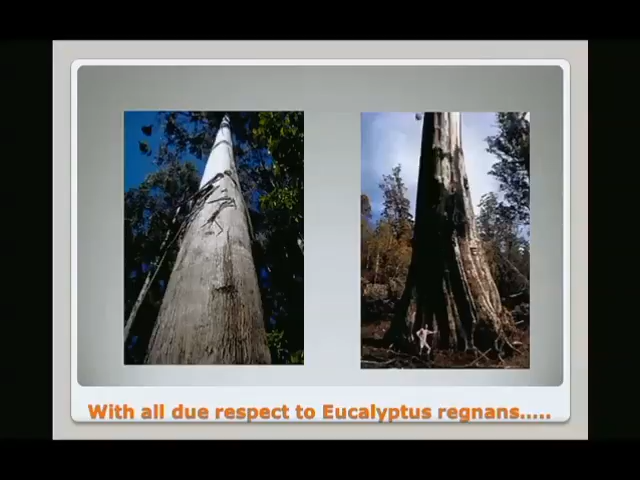 With all due respect to Eucalyptus regnans.....